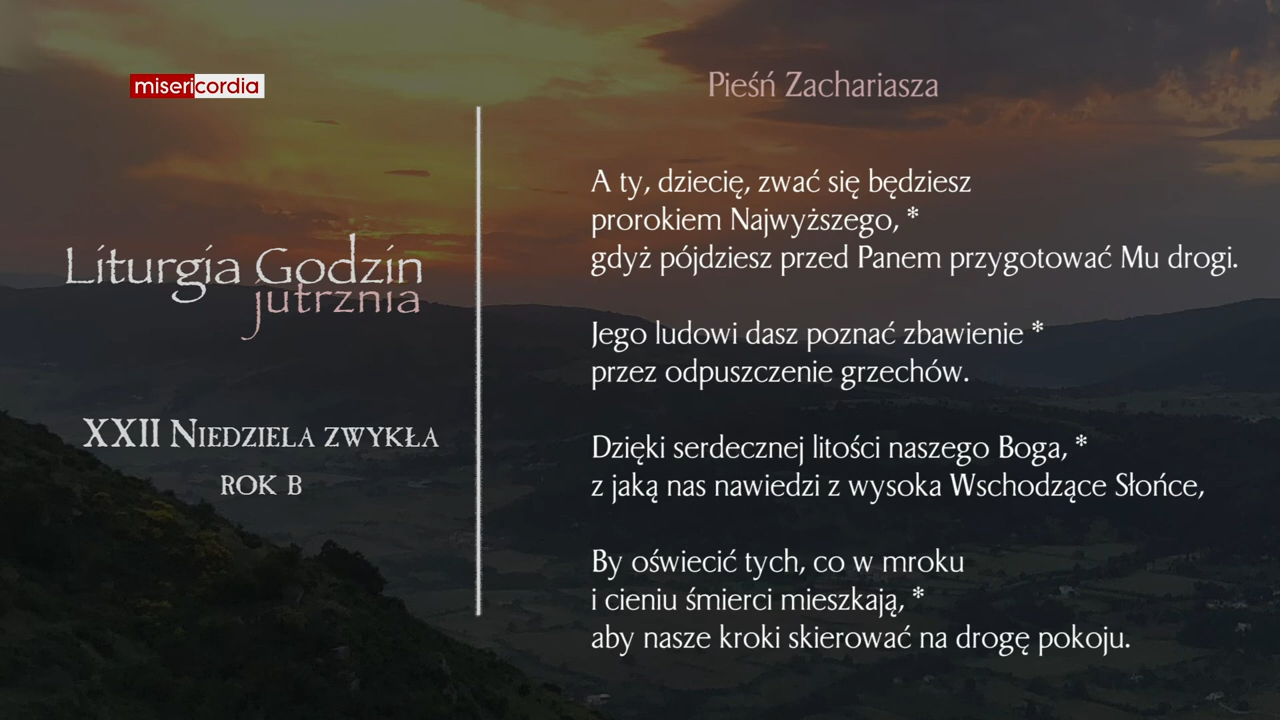 misericordia
Liturgia Godzin
jutrznia
XXII Niedziela zwykła
rok B
Pieśń Zachariasza
A ty, dziecię, zwać się będziesz
prorokiem Najwyższego, *
gdyż pójdziesz przed Panem przygotować Mu drogi.
Jego ludowi dasz poznać zbawienie *
przez odpuszczenie grzechów.
Dzięki serdecznej litości naszego Boga, *
z jaką nas nawiedzi z wysoka Wschodzące Słońce,
By oświecić tych, co w mroku
i cieniu śmierci mieszkają, *
aby nasze kroki skierować na drogę pokoju.